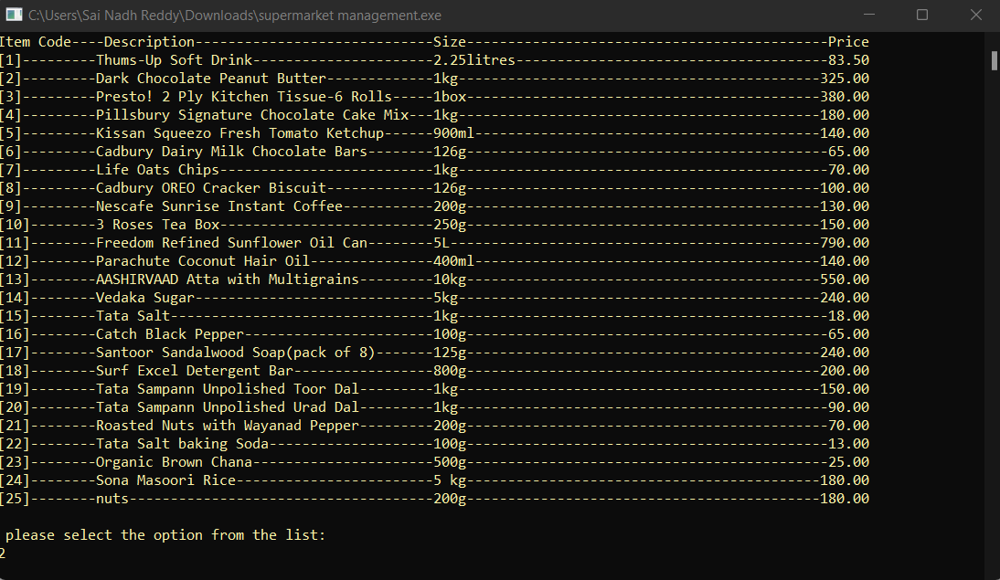 C:\Users\Sai Nadh Reddy\Downloads\supermarket management.exe
Item Code----Description-----------------------------Size--------------------------------------------Price
[1]---------Thums-Up Soft Drink----------------------2.25litres--------------------------------------83.50
[2]---------Dark Chocolate Peanut Butter-------------1kg--------------------------------------------325.00
[3]---------Presto! 2 Ply Kitchen Tissue-6 Rolls-----1box-------------------------------------------380.00
[4]---------Pillsbury Signature Chocolate Cake Mix---1kg--------------------------------------------180.00
[5]---------Kissan Squeezo Fresh Tomato Ketchup------900ml------------------------------------------140.00
[6]---------Cadbury Dairy Milk Chocolate Bars--------126g--------------------------------------------65.00
[7]---------Life Oats Chips--------------------------1kg---------------------------------------------70.00
[8]---------Cadbury OREO Cracker Biscuit-------------126g-------------------------------------------100.00
[9]---------Nescafe Sunrise Instant Coffee-----------200g-------------------------------------------130.00
[10]--------3 Roses Tea Box--------------------------250g-------------------------------------------150.00
[11]--------Freedom Refined Sunflower Oil Can--------5L---------------------------------------------790.00
[12]--------Parachute Coconut Hair Oil---------------400ml------------------------------------------140.00
[13]--------AASHIRVAAD Atta with Multigrains---------10kg-------------------------------------------550.00
[14]--------Vedaka Sugar-----------------------------5kg--------------------------------------------240.00
[15]--------Tata Salt--------------------------------1kg---------------------------------------------18.00
[16]--------Catch Black Pepper-----------------------100g--------------------------------------------65.00
[17]--------Santoor Sandalwood Soap(pack of 8)-------125g-------------------------------------------240.00
[18]--------Surf Excel Detergent Bar-----------------800g-------------------------------------------200.00
[19]--------Tata Sampann Unpolished Toor Dal---------1kg--------------------------------------------150.00
[20]--------Tata Sampann Unpolished Urad Dal---------1kg---------------------------------------------90.00
[21]--------Roasted Nuts with Wayanad Pepper---------200g--------------------------------------------70.00
[22]--------Tata Salt baking Soda--------------------100g--------------------------------------------13.00
[23]--------Organic Brown Chana----------------------500g--------------------------------------------25.00
[24]--------Sona Masoori Rice------------------------5 kg-------------------------------------------180.00
[25]--------nuts-------------------------------------200g-------------------------------------------180.00
please select the option from the list:
2